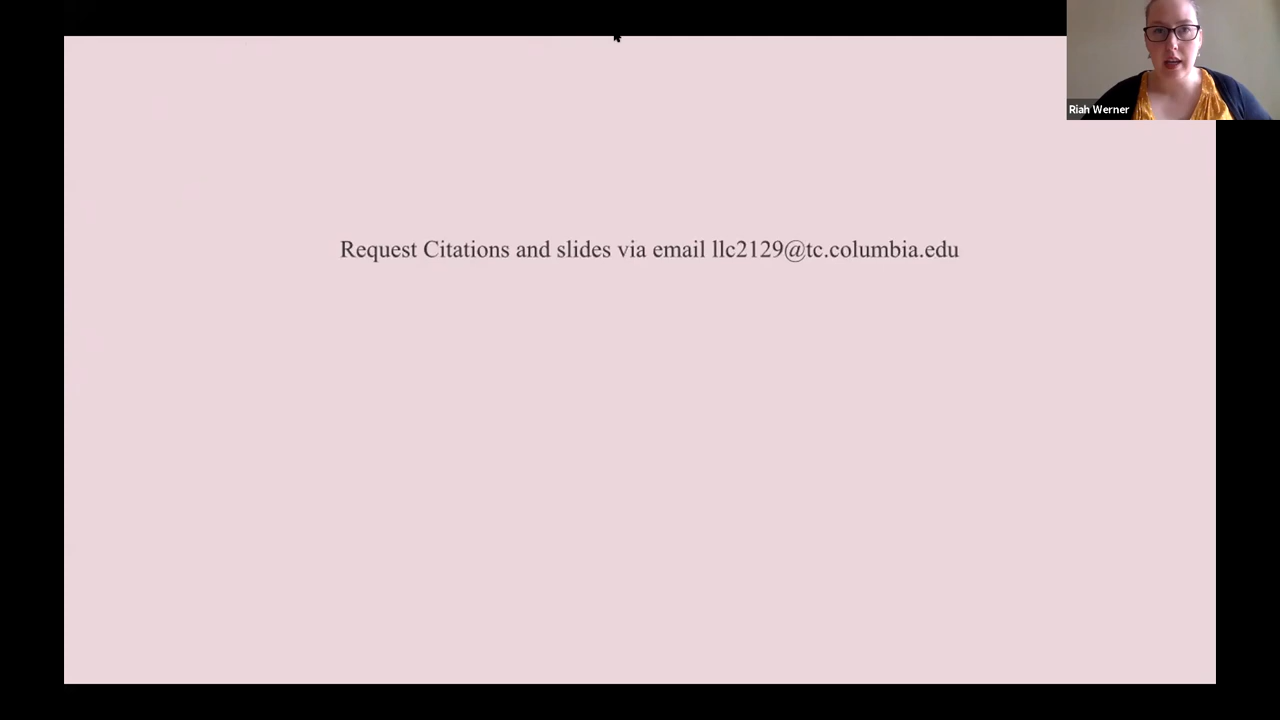 Riah Werner
Request Citations and slides via email llc2129@tc.columbia.edu